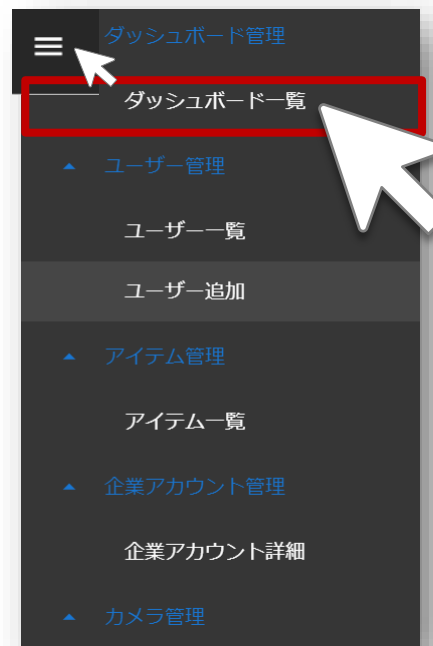 ダッシュボード管理
ダッシュボード一覧
ユーザー管理
ユーザー一覧
ユーザー追加
アイテム管理
アイテム一覧
企業アカウント管理
企業アカウント詳細
カメラ管理